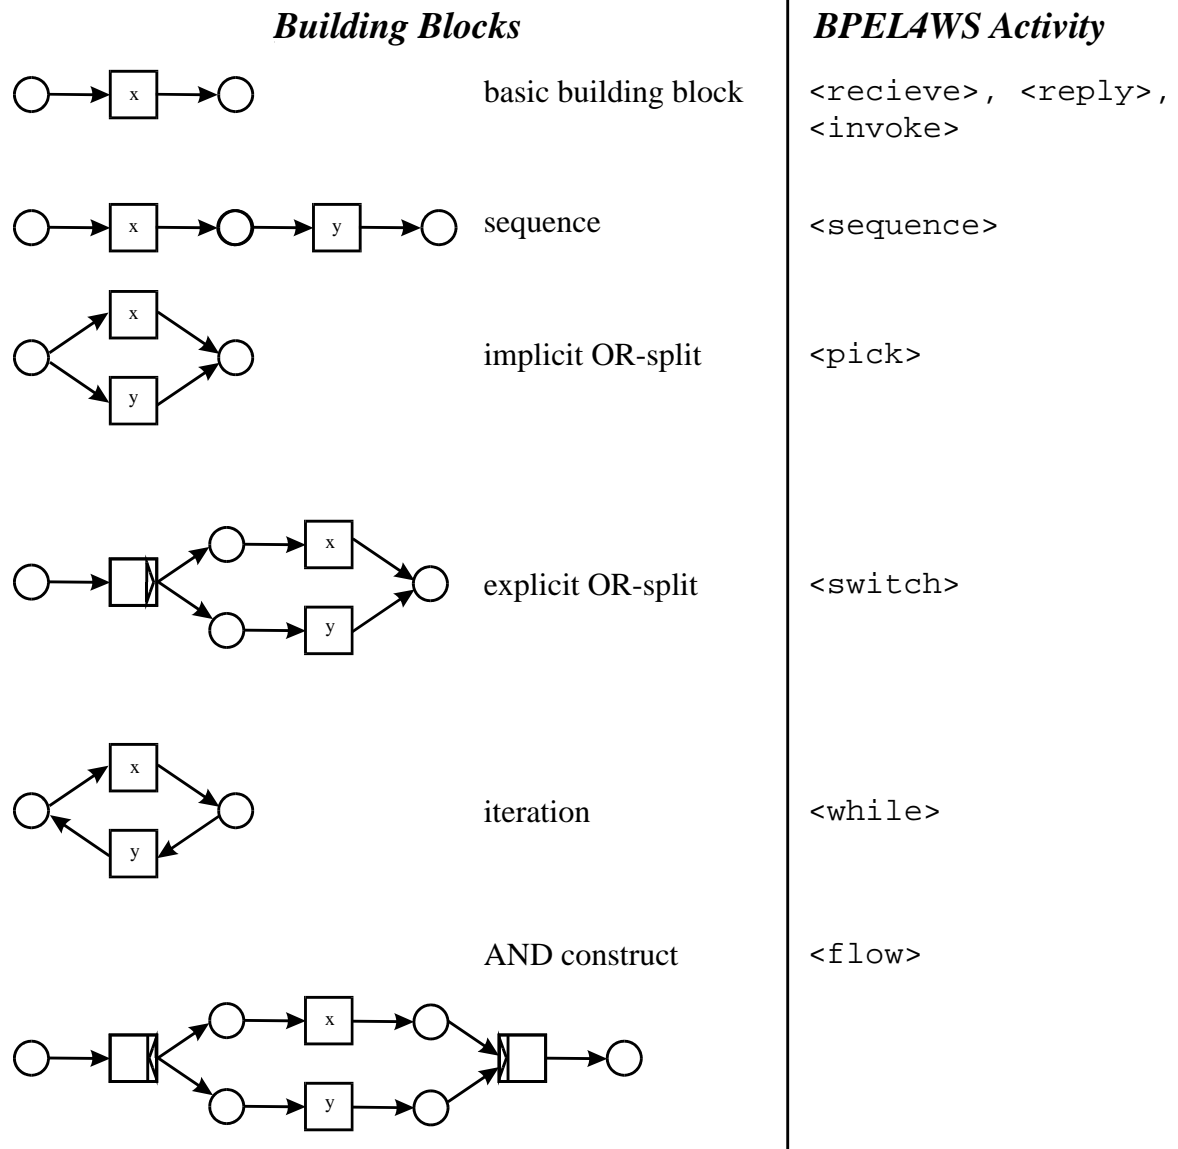 Building Blocks BPEL4WS Activity
x basic building block <recieve>, <reply>,
<invoke>
x y sequence <sequence>
x
implicit OR-split <pick>
y
x
explicit OR-split <switch>
y
x
iteration <while>
y
AND construct <flow>
x
y